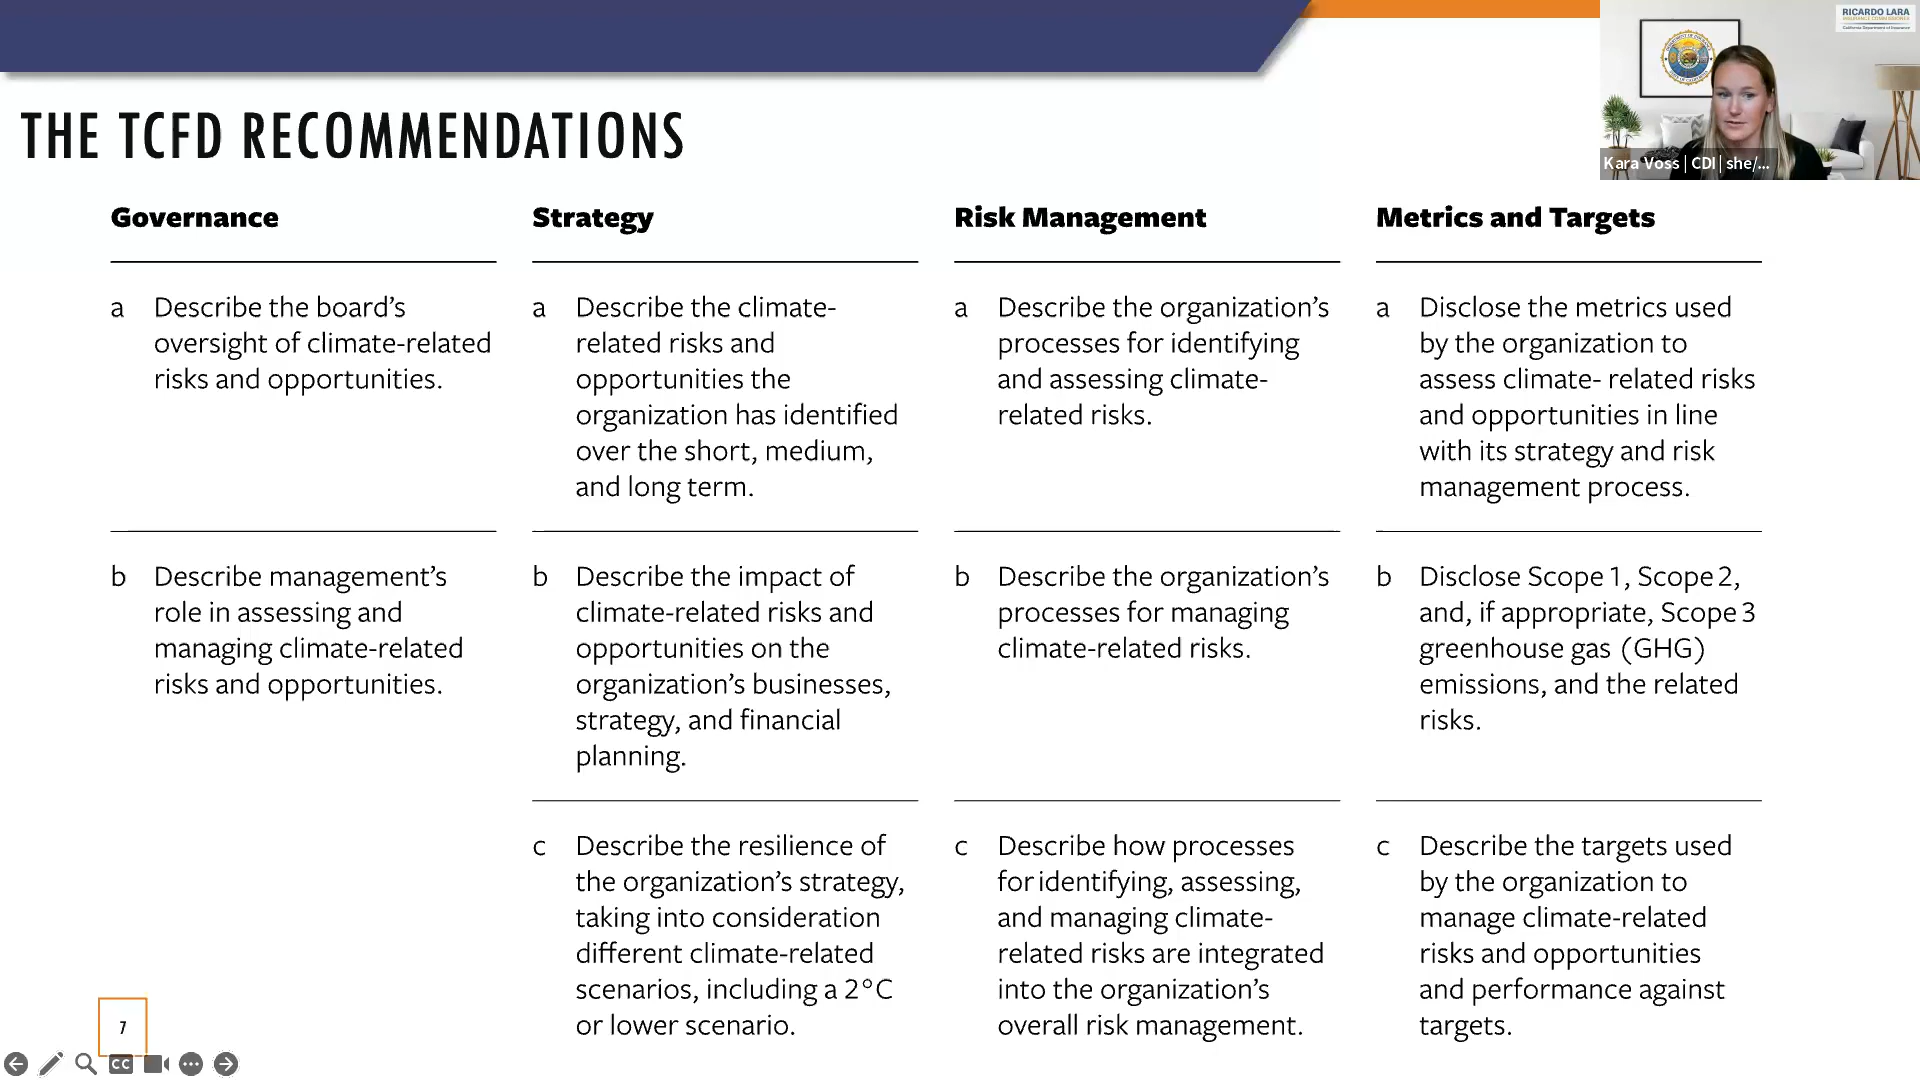 RICARDO LARA
INSURANCE COMMISSIONER
California Department of Insurance
Kara Voss | CDI | she/...
THE TCFD RECOMMENDATIONS
Governance
a Describe the board’s
oversight of climate-related
risks and opportunities.
b Describe management’s
role in assessing and
managing climate-related
risks and opportunities.
Strategy
a Describe the climate-
related risks and
opportunities the
organization has identified
over the short, medium,
and long term.
b Describe the impact of
climate-related risks and
opportunities on the
organization’s businesses,
strategy, and financial
planning.
c Describe the resilience of
the organization’s strategy,
taking into consideration
different climate-related
scenarios, including a 2°C
or lower scenario.
Risk Management
a Describe the organization’s
processes for identifying
and assessing climate-
related risks.
b Describe the organization’s
processes for managing
climate-related risks.
c Describe how processes
for identifying, assessing,
and managing climate-
related risks are integrated
into the organization’s
overall risk management.
Metrics and Targets
a Disclose the metrics used
by the organization to
assess climate- related risks
and opportunities in line
with its strategy and risk
management process.
b Disclose Scope 1, Scope 2,
and, if appropriate, Scope 3
greenhouse gas (GHG)
emissions, and the related
risks.
c Describe the targets used
by the organization to
manage climate-related
risks and opportunities
and performance against
targets.
7
CC